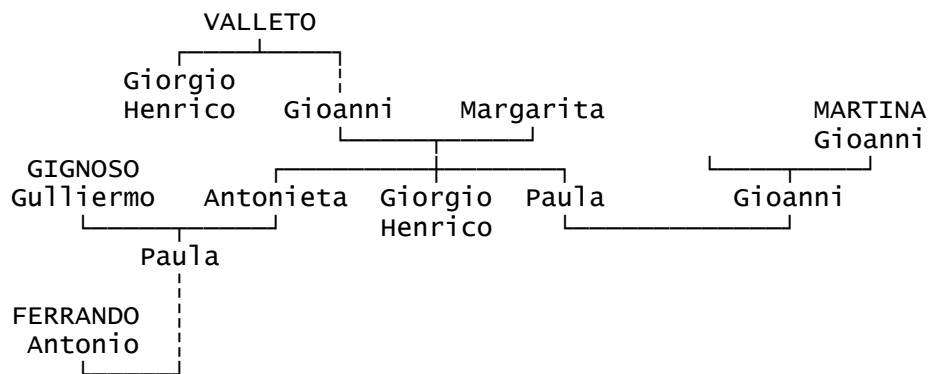 VALLETO
Giorgio
Henrico Gioanni Margarita MARTINA
Gioanni
GIGNOSO
Gulliermo Antonieta Giorgio Paula Gioanni
Henrico
Paula
FERRANDO
Antonio